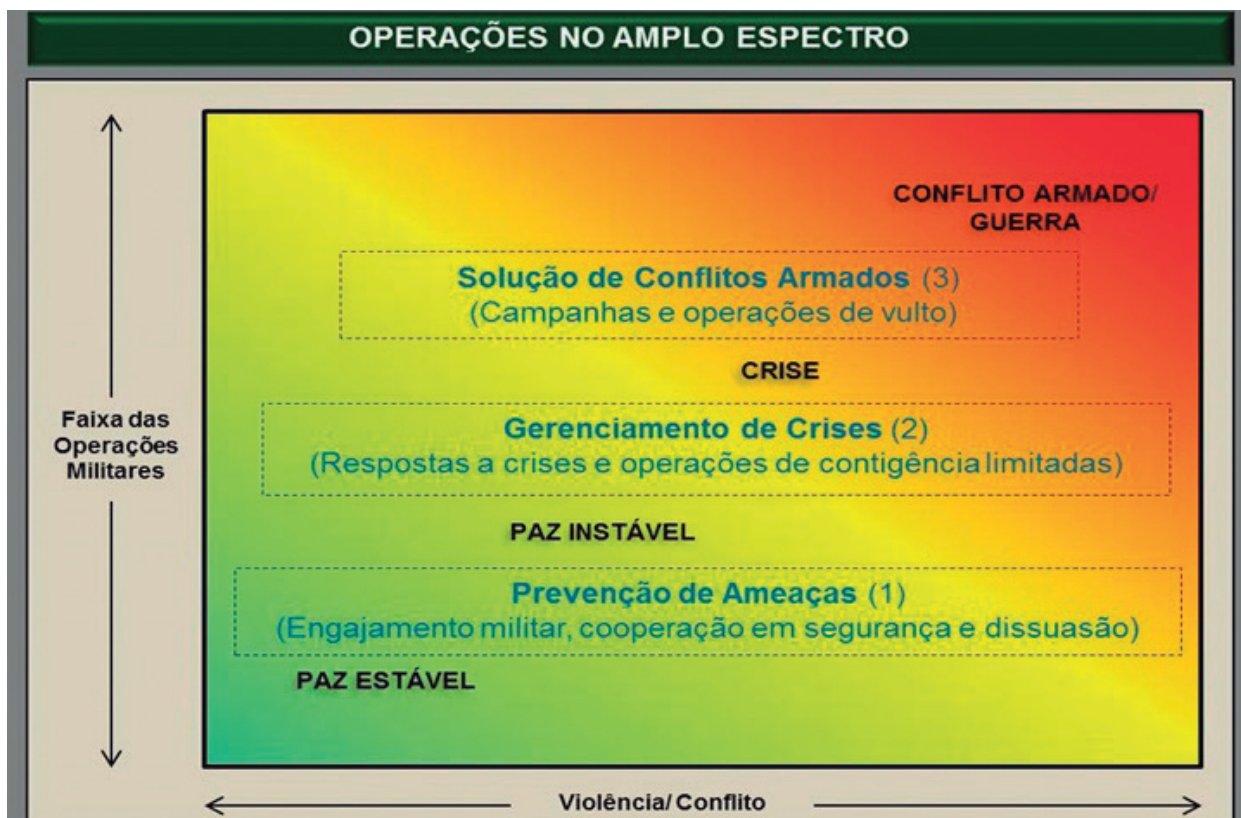 OPERAÇÕES NO AMPLO ESPECTRO
CONFLITO ARMADO/
GUERRA
Solução de Conflitos Armados (3)
(Campanhas e operações de vulto)
CRISE
Faixa das
Operações
Militares
Gerenciamento de Crises (2)
(Respostas a crises e operações de contigência limitadas)
PAZ INSTÁVEL
Prevenção de Ameaças (1)
(Engajamento militar, cooperação em segurança e dissuasão)
PAZ ESTÁVEL
Violência/ Conflito